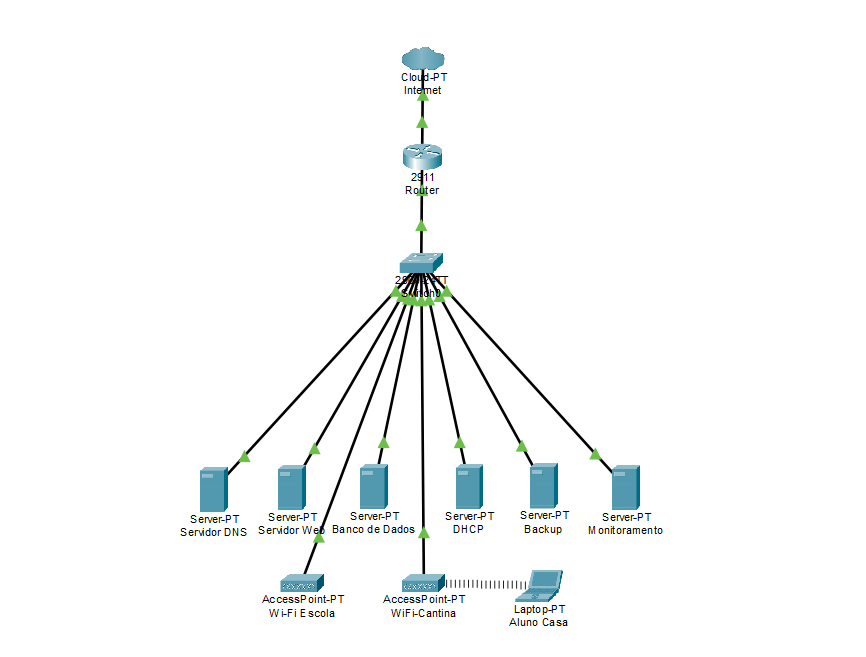 Cloud-PT
Internet
2911
Router
Switch0
Server-PT
Servidor DNS
Server-PT
Servidor Web
Server-PT
Banco de Dados
Server-PT
DHCP
Server-PT
Backup
Server-PT
Monitoramento
AccessPoint-PT
Wi-Fi Escola
AccessPoint-PT
WiFi-Cantina
Laptop-PT
Aluno Casa